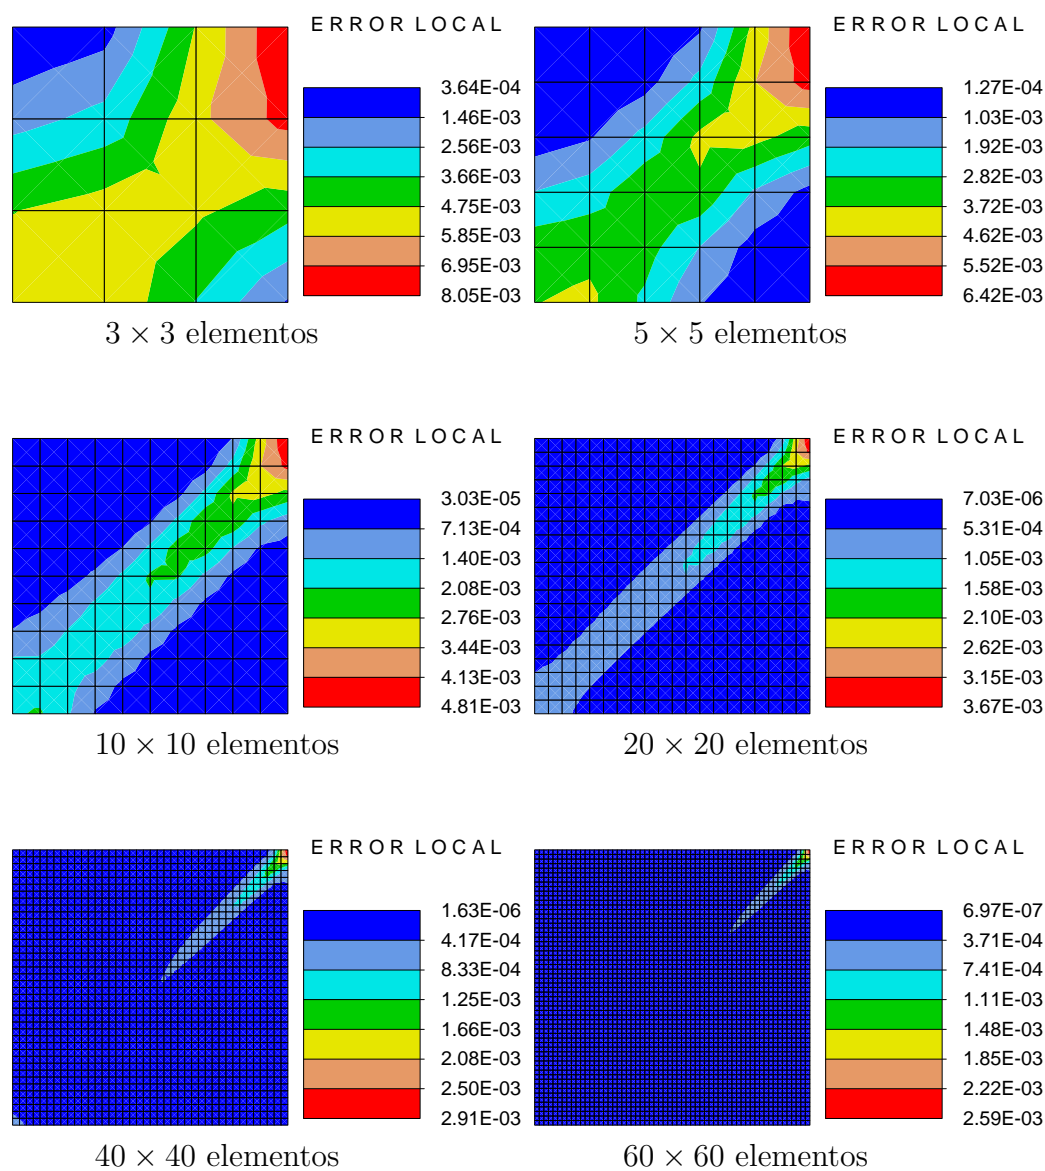 ERROR LOCAL
3.64E-04
1.46E-03
2.56E-03
3.66E-03
4.75E-03
5.85E-03
6.95E-03
8.05E-03
3 × 3 elementos
ERROR LOCAL
1.27E-04
1.03E-03
1.92E-03
2.82E-03
3.72E-03
4.62E-03
5.52E-03
6.42E-03
5 × 5 elementos
ERROR LOCAL
3.03E-05
7.13E-04
1.40E-03
2.08E-03
2.76E-03
3.44E-03
4.13E-03
4.81E-03
10 × 10 elementos
ERROR LOCAL
7.03E-06
5.31E-04
1.05E-03
1.58E-03
2.10E-03
2.62E-03
3.15E-03
3.67E-03
20 × 20 elementos
ERROR LOCAL
1.63E-06
4.17E-04
8.33E-04
1.25E-03
1.66E-03
2.08E-03
2.50E-03
2.91E-03
40 × 40 elementos
ERROR LOCAL
6.97E-07
3.71E-04
7.41E-04
1.11E-03
1.48E-03
1.85E-03
2.22E-03
2.59E-03
60 × 60 elementos